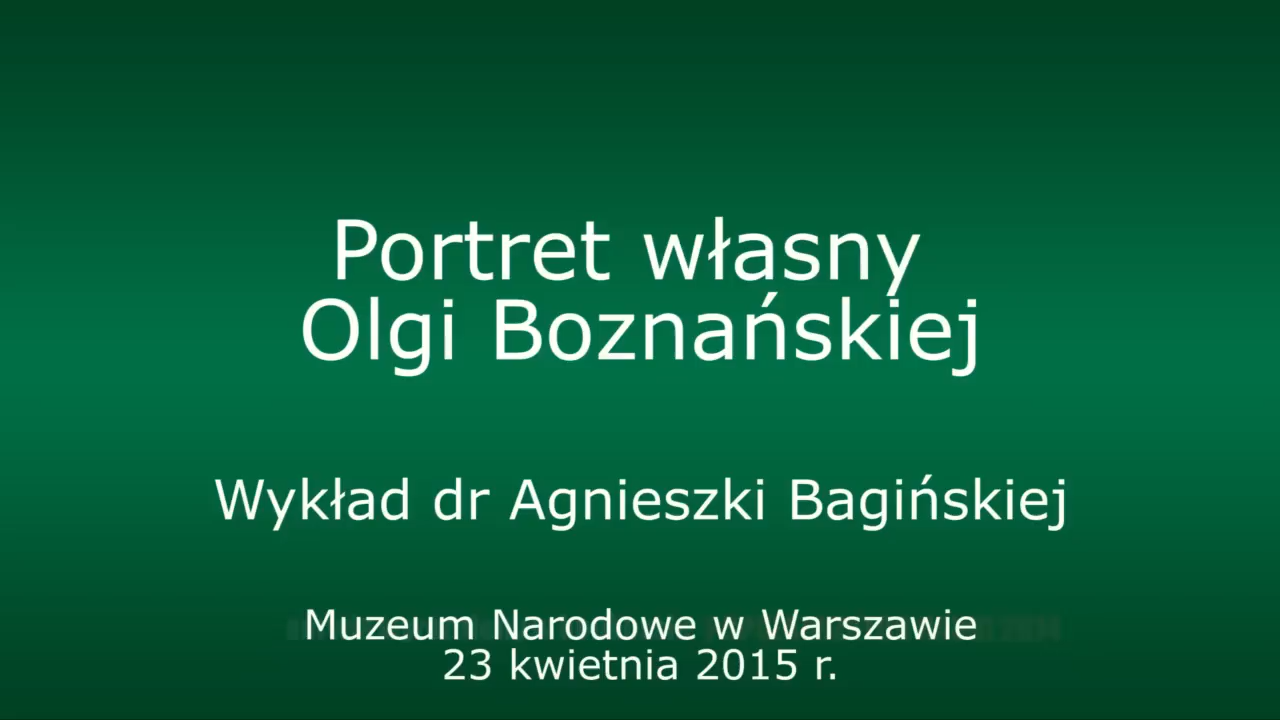 Portret własny
Olgi Boznańskiej
Wykład dr Agnieszki Bagińskiej
Muzeum Narodowe w Warszawie
23 kwietnia 2015 r.